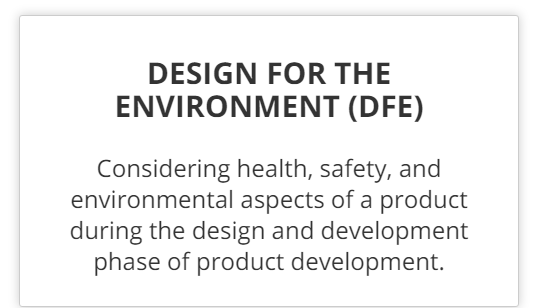 DESIGN FOR THE
ENVIRONMENT (DFE)
Considering health, safety, and
environmental aspects of a product
during the design and development
phase of product development.